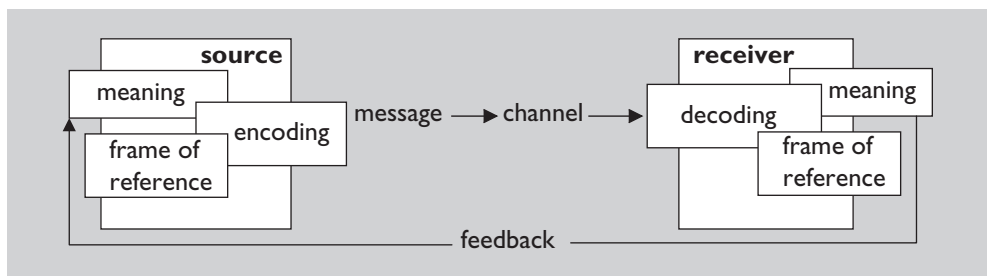 source
meaning
encoding
frame of
reference
message
channel
receiver
meaning
decoding
frame of
reference
feedback